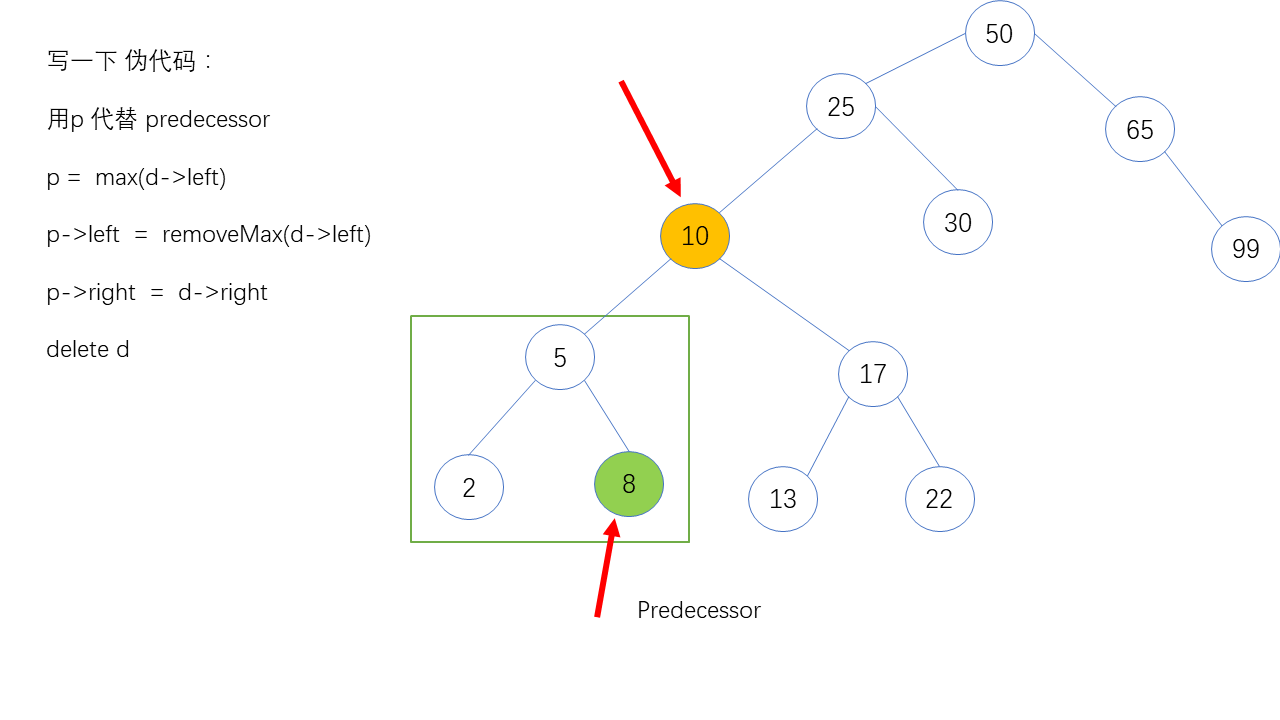 写一下 伪代码：
用p 代替 predecessor
p = max(d->left)
p->left = removeMax(d->left)
p->right = d->right
delete d
50
25
65
10
30
99
5
17
2
8
13
22
Predecessor